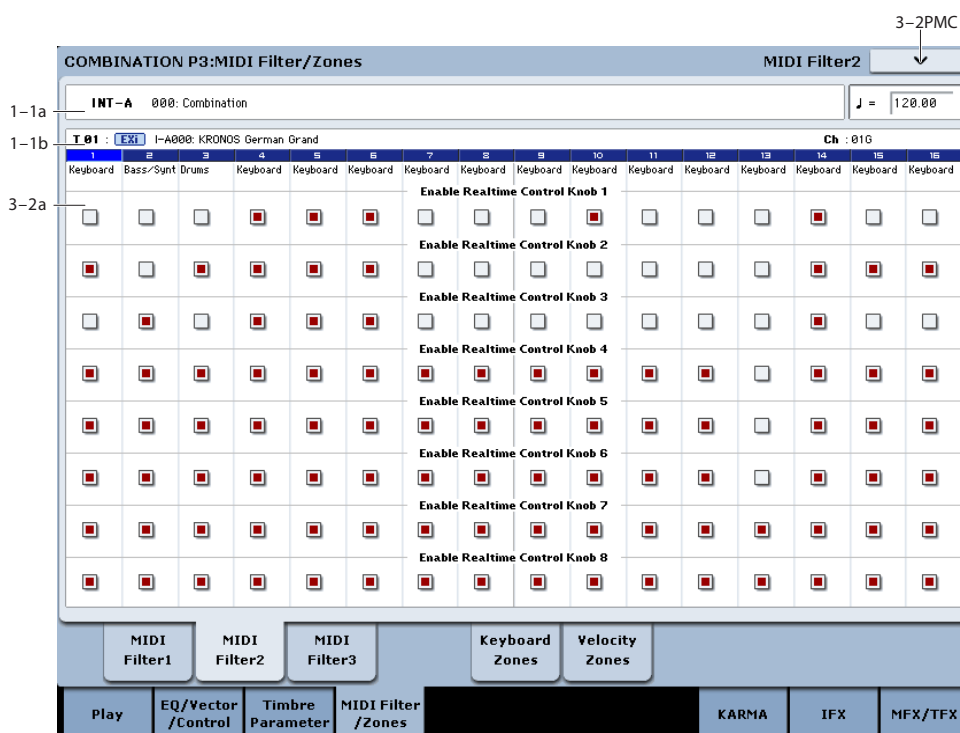 3–2PMC
COMBINATION P3:MIDI Filter/Zones MIDI Filter2
1–1a
INT–A 000: Combination ♩ = 120.00
1–1b
T 01 : EXi I–A000: KRONOS German Grand Ch : 01G
1 2 3 4 5 6 7 8 9 10 11 12 13 14 15 16
Keyboard Bass/Synt Drums Keyboard Keyboard Keyboard Keyboard Keyboard Keyboard Keyboard Keyboard Keyboard Keyboard Keyboard Keyboard Keyboard
3–2a
Enable Realtime Control Knob 1
Enable Realtime Control Knob 2
Enable Realtime Control Knob 3
Enable Realtime Control Knob 4
Enable Realtime Control Knob 5
Enable Realtime Control Knob 6
Enable Realtime Control Knob 7
Enable Realtime Control Knob 8
MIDI Filter1 MIDI Filter2 MIDI Filter3 Keyboard Zones Velocity Zones
Play EQ/Vector /Control Timbre Parameter MIDI Filter /Zones KARMA IFX MFX/TFX